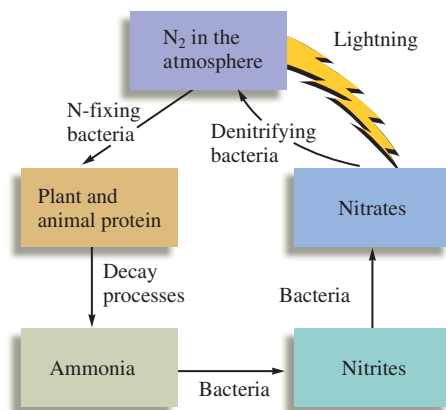 N2 in the
atmosphere
Lightning
N-fixing
bacteria
Denitrifying
bacteria
Plant and
animal protein
Nitrates
Decay
processes
Bacteria
Ammonia
Bacteria
Nitrites